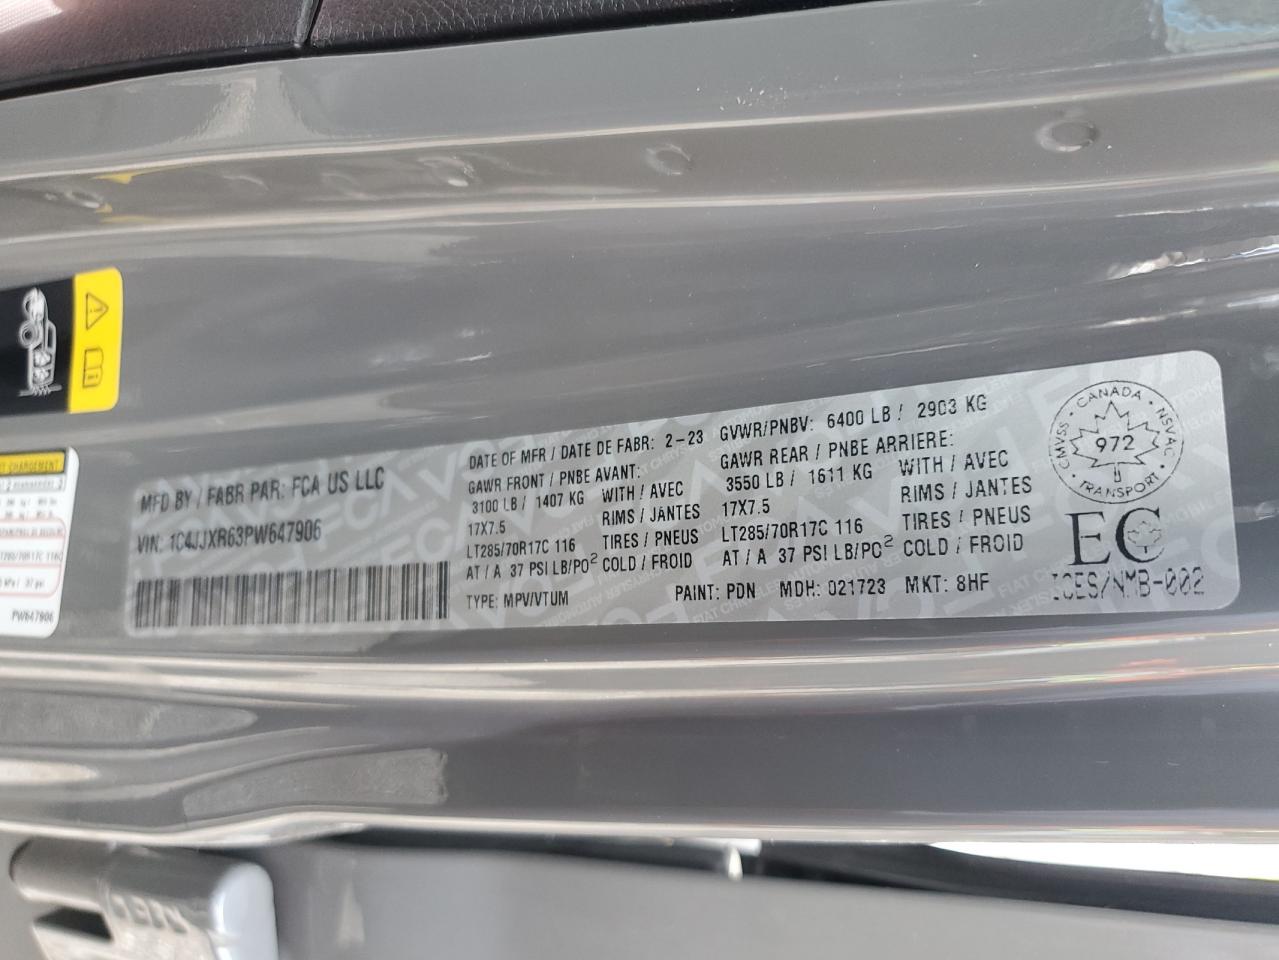 MFD BY / FABR PAR: FCA US LLC
VIN: 1C4JJXR63PW647906
DATE OF MFR / DATE DE FABR: 2-23
GVWR/PNBV: 6400 LB / 2903 KG
GAWR FRONT / PNBE AVANT:
3100 LB / 1407 KG WITH / AVEC
17X7.5 RIMS / JANTES
LT285/70R17C 116 TIRES / PNEUS
AT / A 37 PSI LB/PO² COLD / FROID
GAWR REAR / PNBE ARRIERE:
3550 LB / 1611 KG WITH / AVEC
17X7.5 RIMS / JANTES
LT285/70R17C 116 TIRES / PNEUS
AT / A 37 PSI LB/PO² COLD / FROID
TYPE: MPV/VTUM PAINT: PDN MDH: 021723 MKT: 8HF
CANADA
CMVSS NSVAC
972
TRANSPORT
EC
ICES/NMB-002
PW647906